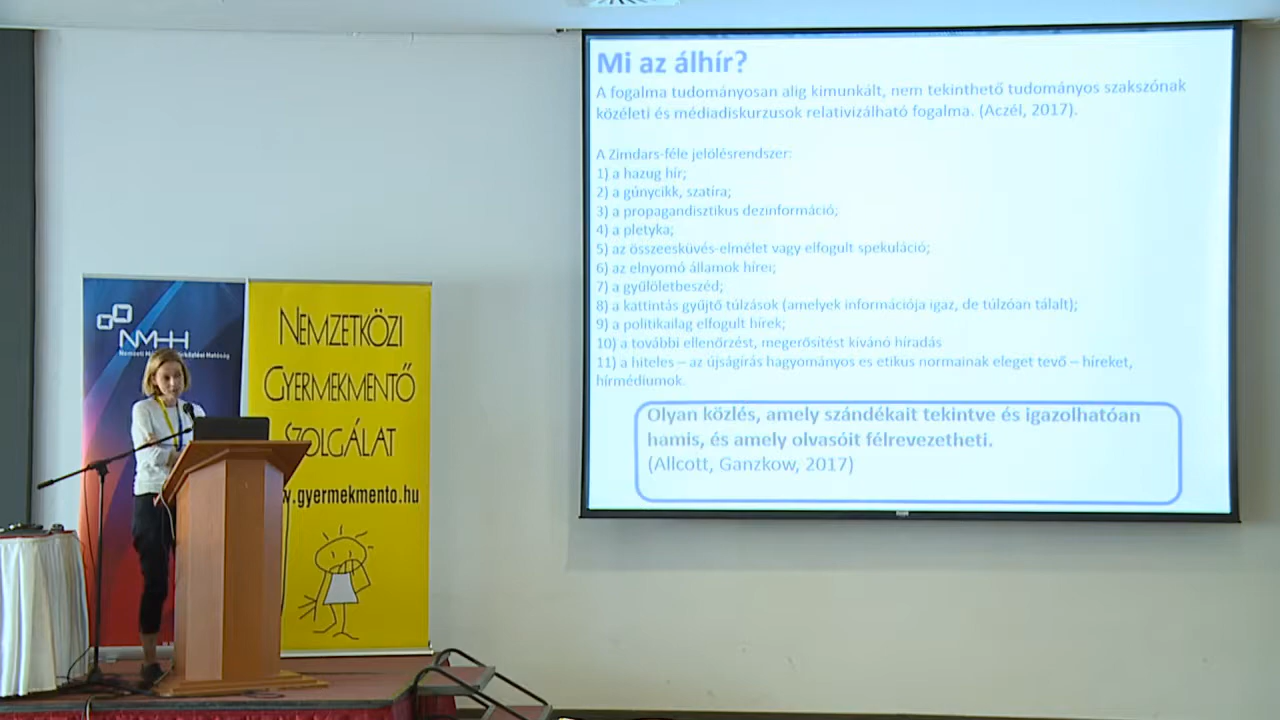 Mi az álhír?
A fogalma tudományosan alig kimunkált, nem tekinthető tudományos szakszónak
közéleti és médiadiskurzusok relativizálható fogalma. (Aczél, 2017).
A Zimdars-féle jelölésrendszer:
1) a hazug hír;
2) a gúnycikk, szatíra;
3) a propagandisztikus dezinformáció;
4) a pletyka;
5) az összeesküvés-elmélet vagy elfogult spekuláció;
6) az elnyomó államok hírei;
7) a gyűlöletbeszéd;
8) a kattintás gyűjtő túlzások (amelyek információja igaz, de túlzóan tálalt);
9) a politikailag elfogult hírek;
10) a további ellenőrzést, megerősítést kívánó híradás
11) a hiteles – az újságírás hagyományos es etikus normainak eleget tevő – híreket,
hírmédiumok.
Olyan közlés, amely szándékait tekintve és igazolhatóan
hamis, és amely olvasóit félrevezetheti.
(Allcott, Ganzkow, 2017)
NMHH
Nemzeti Hatóság
NEMZETKÖZI
GYERMEKMENTŐ
SZOLGÁLAT
.gyermekmento.hu